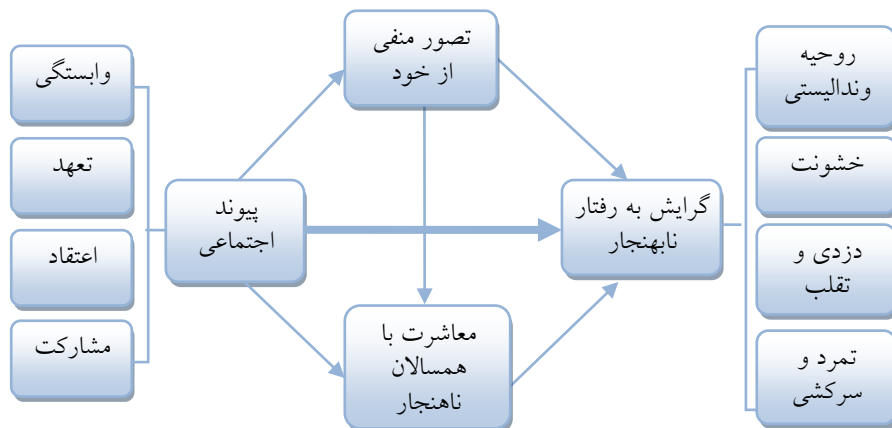 روحیه
وندالیستی
خشونت
دزدی و
تقلب
تمرد و
سرکشی
گرایش به رفتار
نابهنجار
تصور منفی
از خود
معاشرت با
همسالان
ناهنجار
پیوند
اجتماعی
وابستگی
تعهد
اعتقاد
مشارکت